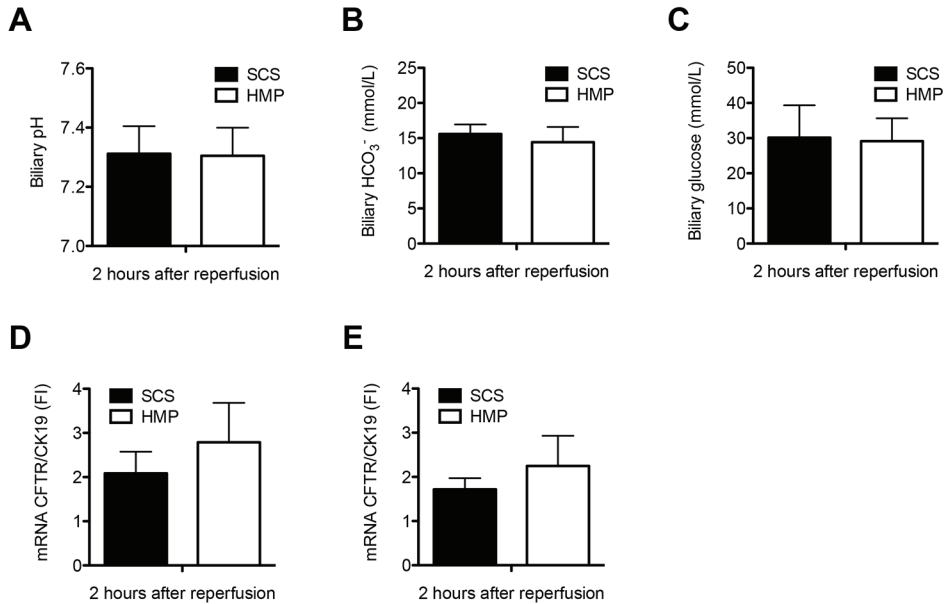 A
Biliary pH
7.6
7.4
7.2
7.0
SCS
HMP
2 hours after reperfusion
B
Biliary HCO3- (mmol/L)
25
20
15
10
5
0
SCS
HMP
2 hours after reperfusion
C
Biliary glucose (mmol/L)
50
40
30
20
10
0
SCS
HMP
2 hours after reperfusion
D
mRNA CFTR/CK19 (FI)
4
3
2
1
0
SCS
HMP
2 hours after reperfusion
E
mRNA CFTR/CK19 (FI)
4
3
2
1
0
SCS
HMP
2 hours after reperfusion